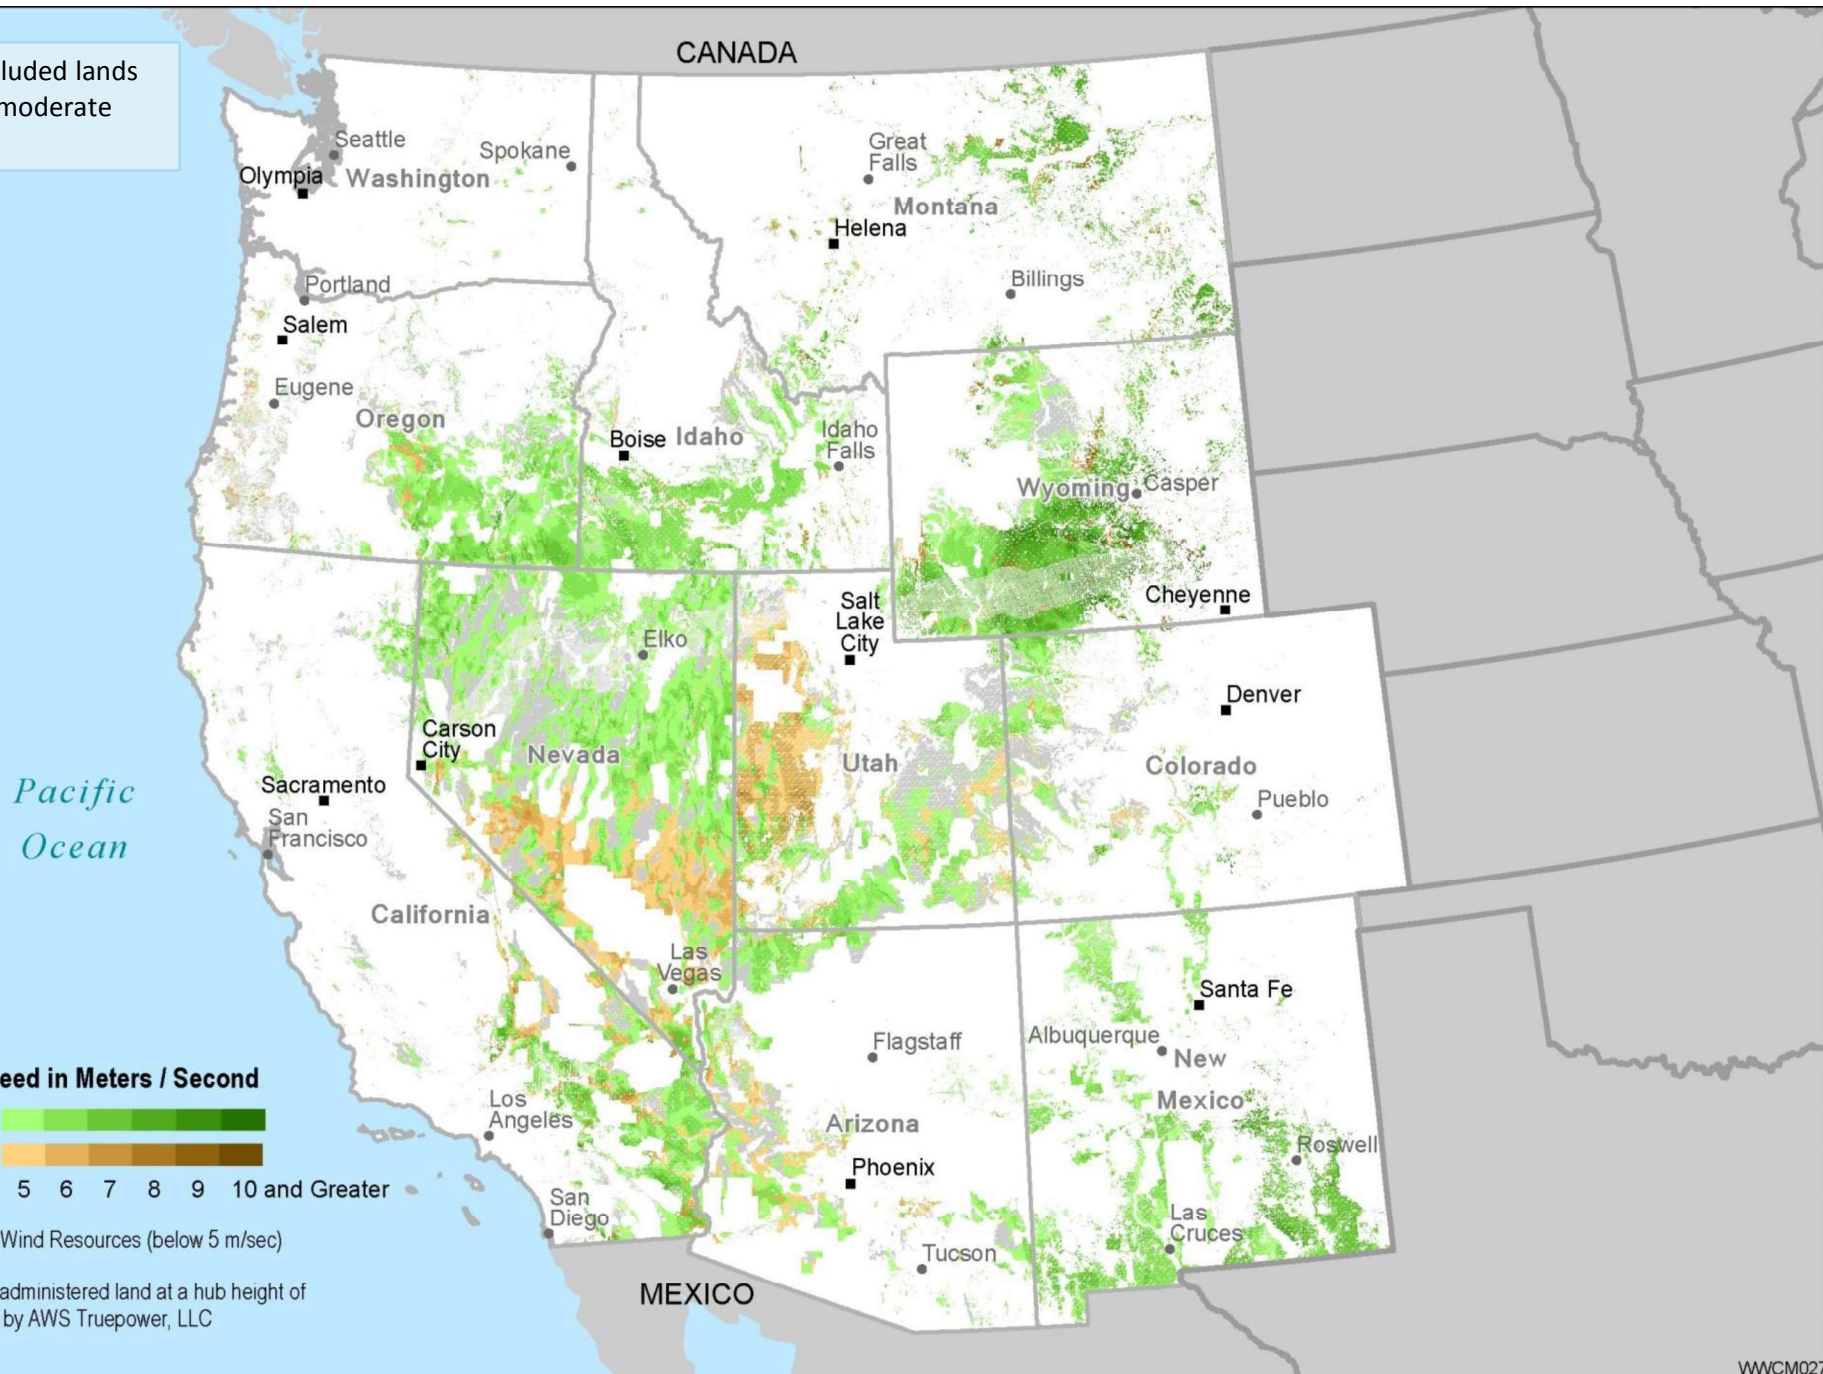 CANADA
luded lands
moderate
Seattle
Spokane
Olympia
Washington
Great
Falls
Montana
Helena
Billings
Portland
Salem
Eugene
Oregon
Boise
Idaho
Idaho
Falls
Wyoming
Casper
Cheyenne
Salt
Lake
City
Elko
Denver
Carson
City
Nevada
Utah
Colorado
Pueblo
Sacramento
San
Francisco
Pacific
Ocean
California
Las
Vegas
Santa Fe
Albuquerque
New
Mexico
Flagstaff
Arizona
Phoenix
Roswell
Los
Angeles
San
Diego
Las
Cruces
Tucson
MEXICO
eed in Meters / Second
5 6 7 8 9 10 and Greater
Wind Resources (below 5 m/sec)
administered land at a hub height of
by AWS Truepower, LLC
WWCM027